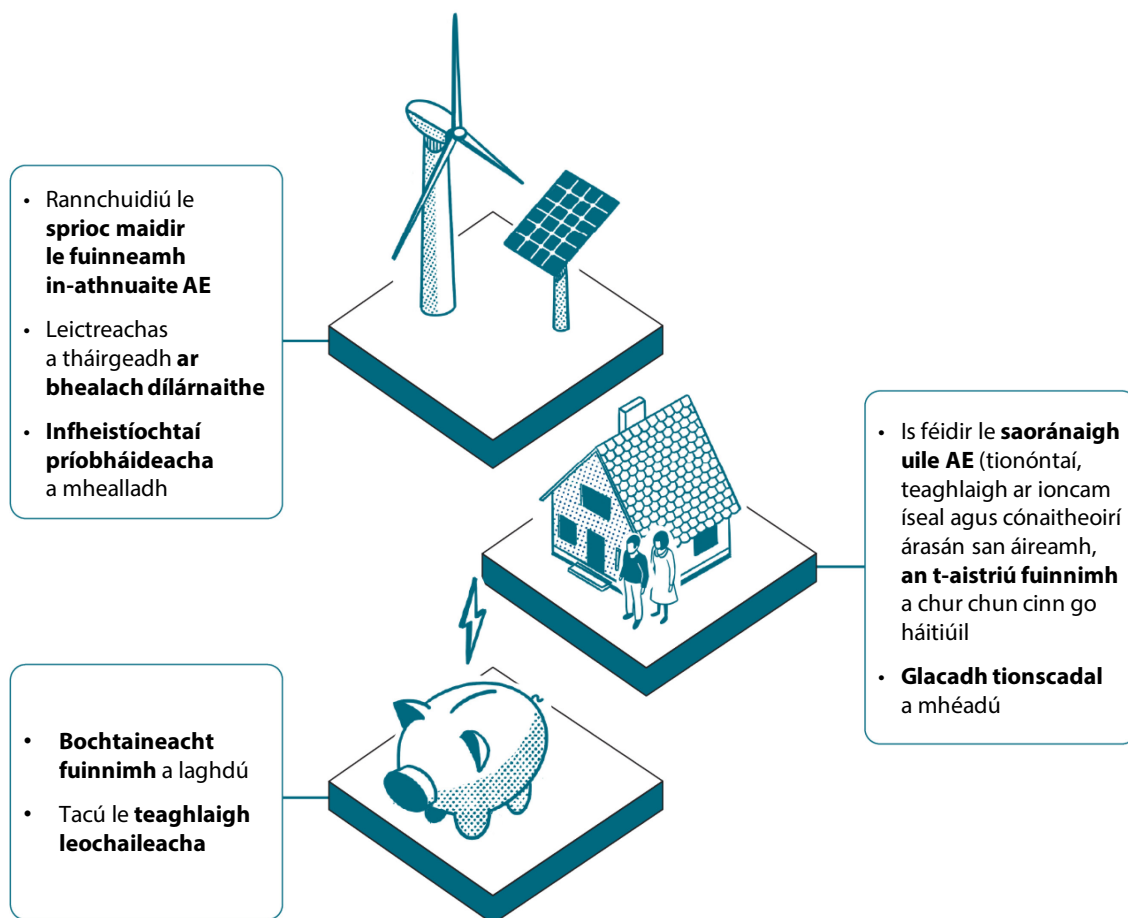 • Rannchuidiú le
sprioc maidir
le fuinneamh
in-athnuaite AE
• Leictreachas
a tháirgeadh ar
bhealach dílárnaithe
• Infheistíochtaí
príobháideacha
a mhealladh
• Is féidir le saoránaigh
uile AE (tionóntaí,
teaghlaigh ar ioncam
íseal agus cónaitheoirí
árasán san áireamh,
an t-aistriú fuinnimh
a chur chun cinn go
háitiúil
• Glacadh tionscadal
a mhéadú
• Bochtaineacht
fuinnimh a laghdú
• Tacú le teaghlaigh
leochaileacha